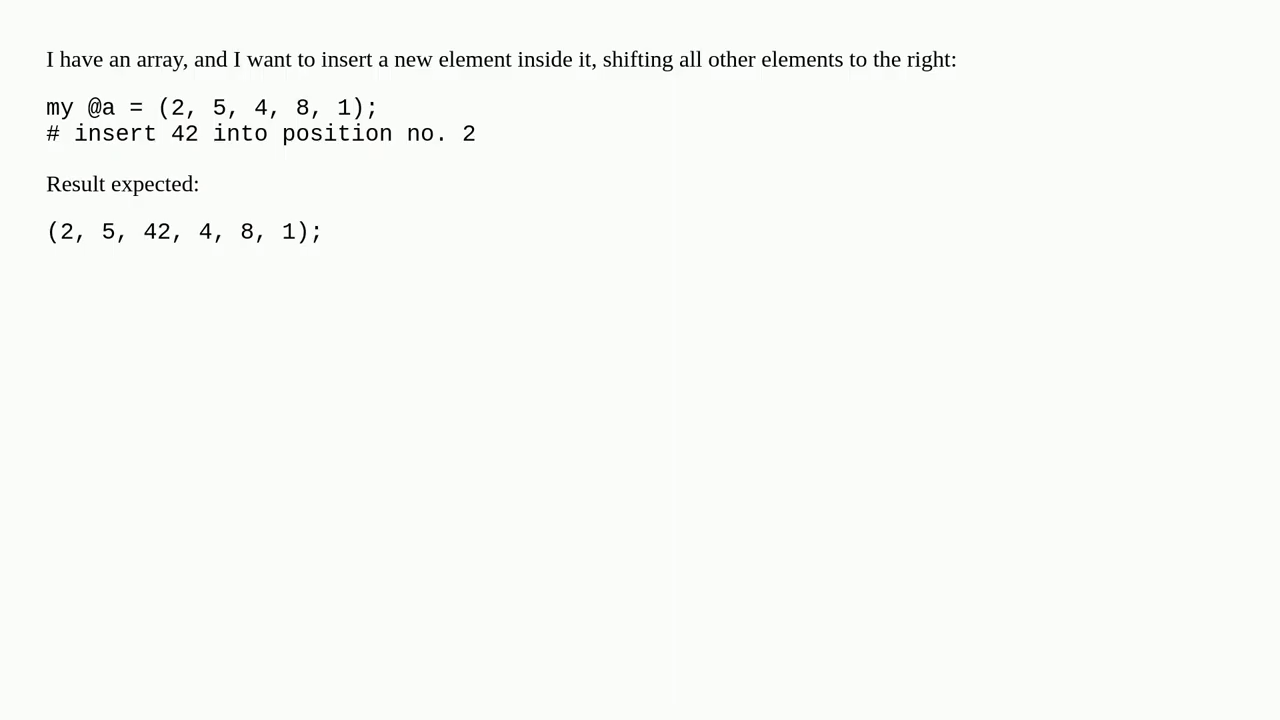 I have an array, and I want to insert a new element inside it, shifting all other elements to the right:
my @a = (2, 5, 4, 8, 1);
# insert 42 into position no. 2
Result expected:
(2, 5, 42, 4, 8, 1);